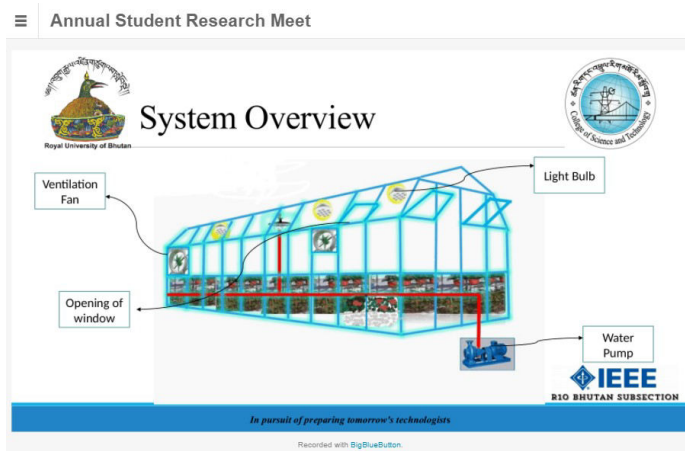 Annual Student Research Meet
Royal University of Bhutan
System Overview
College of Science and Technology
Ventilation
Fan
Light Bulb
Opening of
window
Water
Pump
IEEE
R10 BHUTAN SUBSECTION
In pursuit of preparing tomorrow's technologists
Recorded with BigBlueButton.